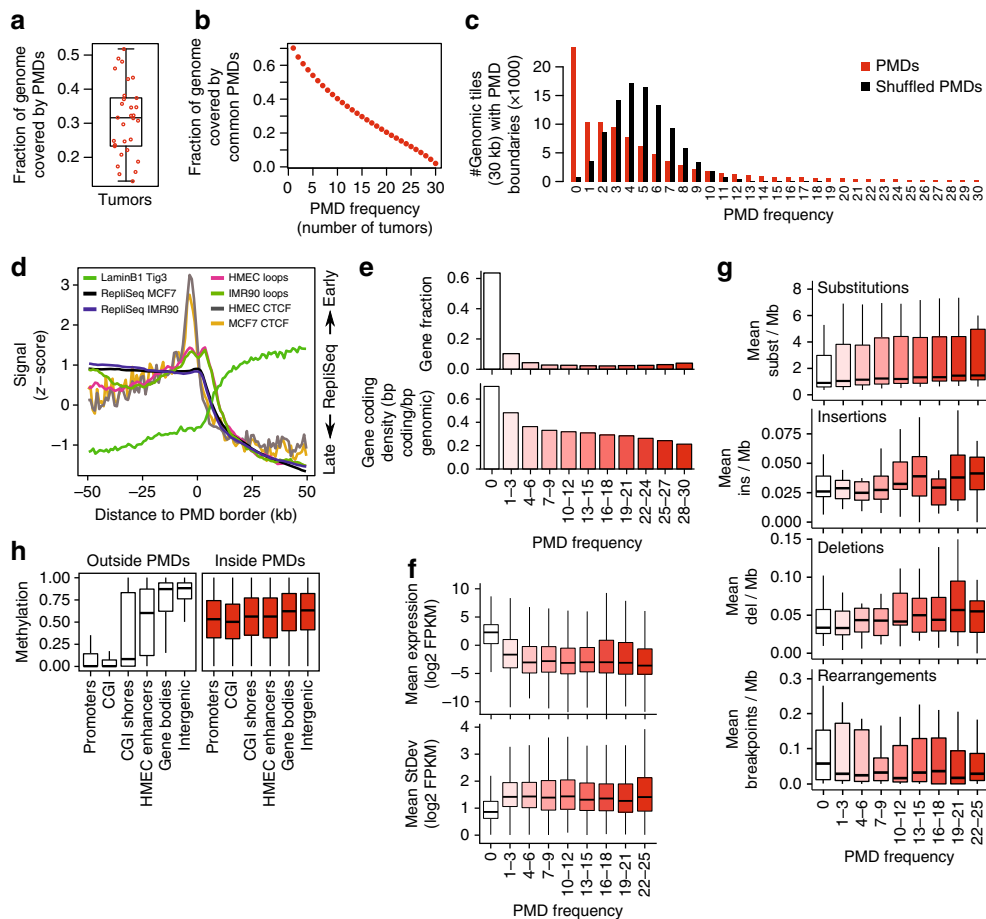 a
Fraction of genome
covered by PMDs
0.5
0.4
0.3
0.2
Tumors
b
Fraction of genome
covered by
common PMDs
0.6
0.4
0.2
0.0
0 5 10 15 20 25 30
PMD frequency
(number of tumors)
c
#Genomic tiles
(30 kb) with PMD
boundaries (×1000)
20
15
10
5
0
PMDs
Shuffled PMDs
0 1 2 3 4 5 6 7 8 9 10 11 12 13 14 15 16 17 18 19 20 21 22 23 24 25 26 27 28 29 30
PMD frequency
d
Signal
(z−score)
3
2
1
0
−1
LaminB1 Tig3
RepliSeq MCF7
RepliSeq IMR90
HMEC loops
IMR90 loops
HMEC CTCF
MCF7 CTCF
Late ← RepliSeq → Early
−50 −25 0 25 50
Distance to PMD border (kb)
e
Gene fraction
0.6
0.4
0.2
0.0
Gene coding
density (bp
coding/bp
genomic)
0.6
0.4
0.2
0.0
0 1–3 4–6 7–9 10–12 13–15 16–18 19–21 22–24 25–27 28–30
PMD frequency
f
Mean expression
(log2 FPKM)
10
5
0
−5
−10
Mean StDev
(log2 FPKM)
4
3
2
1
0
0 1–3 4–6 7–9 10–12 13–15 16–18 19–21 22–25
PMD frequency
g
Substitutions
Mean
subst / Mb
8
6
4
2
0
Insertions
Mean
ins / Mb
0.075
0.050
0.025
0.000
Deletions
Mean
del / Mb
0.15
0.10
0.05
0.00
Rearrangements
Mean
breakpoints / Mb
0.3
0.2
0.1
0.0
0 1–3 4–6 7–9 10–12 13–15 16–18 19–21 22–25
PMD frequency
h
Outside PMDs
Inside PMDs
Methylation
1.00
0.75
0.50
0.25
0.00
Promoters
CGI
CGI shores
HMEC enhancers
Gene bodies
Intergenic
Promoters
CGI
CGI shores
HMEC enhancers
Gene bodies
Intergenic